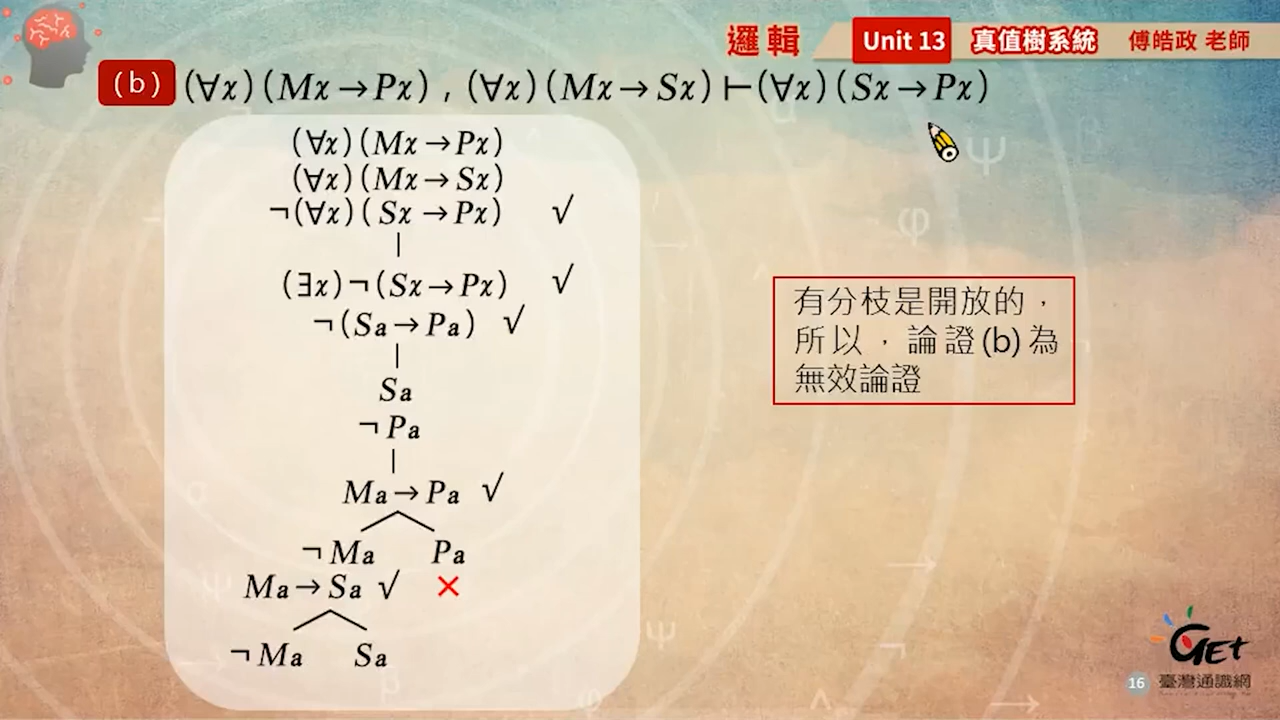 邏輯 Unit 13 真值樹系統 傅皓政 老師
(b) (∀x)(Mx→Px) , (∀x)(Mx→Sx)⊢(∀x)(Sx→Px)
(∀x)(Mx→Px)
(∀x)(Mx→Sx)
¬(∀x)(Sx→Px) √
(∃x)¬(Sx→Px) √
¬(Sa→Pa) √
Sa
¬Pa
Ma→Pa √
¬Ma Pa
Ma→Sa √ ×
¬Ma Sa
有分枝是開放的，
所以，論證(b)為
無效論證
GET
16 臺灣通識網